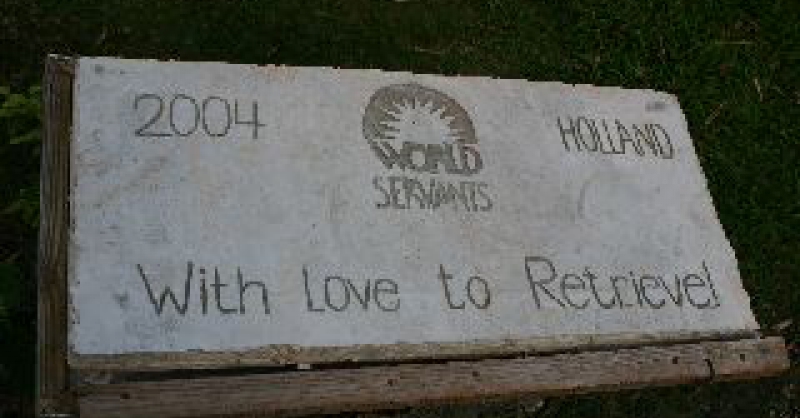 2004 WORLD HOLLAND
SERVANTS
With Love to Retrieve!